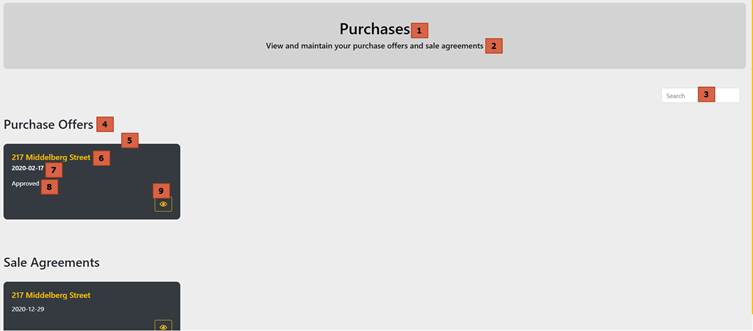 Purchases 1
View and maintain your purchase offers and sale agreements 2
Search 3
Purchase Offers 4
5
217 Middelberg Street 6
2020-02-17 7
Approved 8
9
Sale Agreements
217 Middelberg Street
2020-12-29